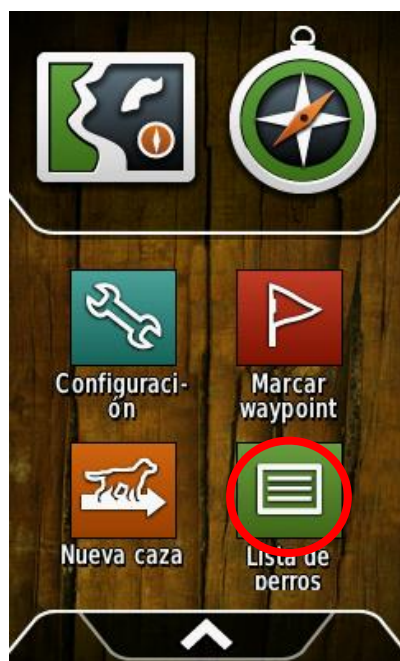 Configuraci-
ón
Marcar
waypoint
Nueva caza
Lista de
perros